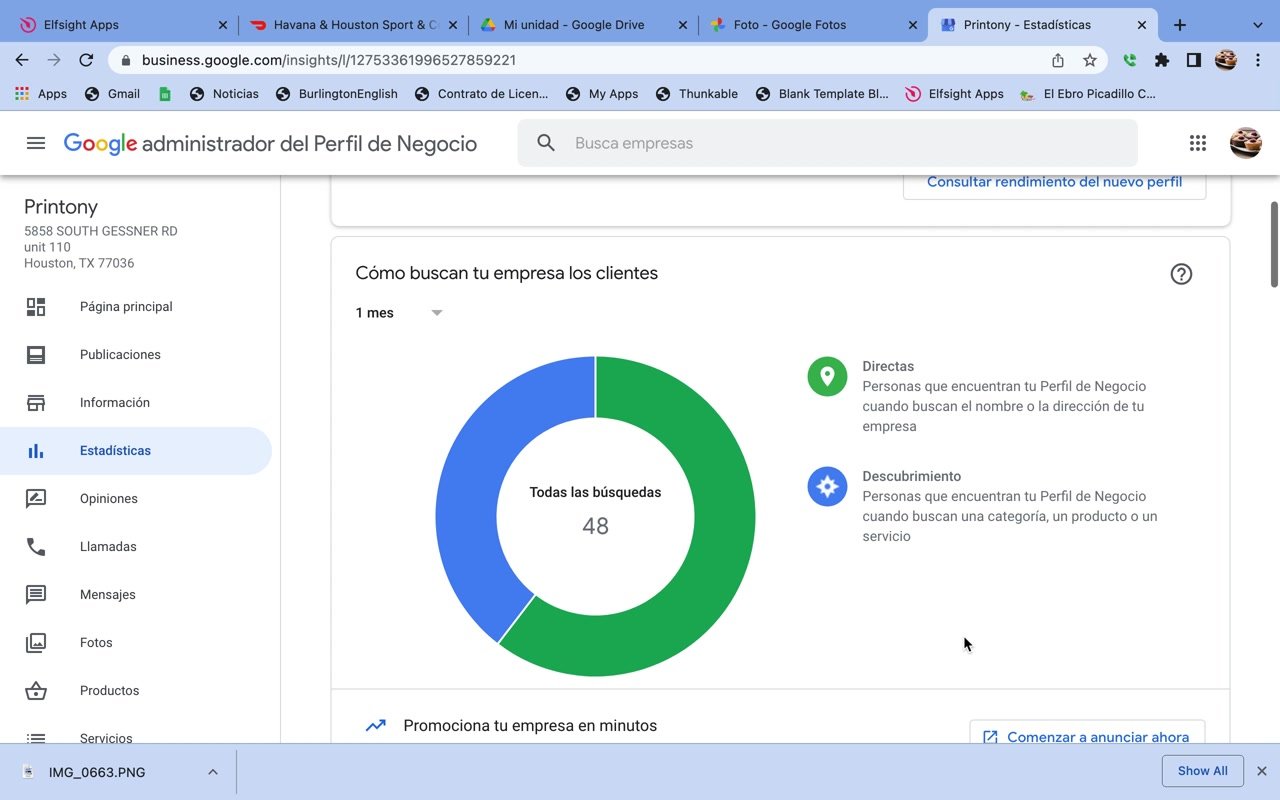 Elfsight Apps
Havana & Houston Sport & C
Mi unidad - Google Drive
Foto - Google Fotos
Printony - Estadísticas
business.google.com/insights/l/12753361996527859221
Apps
Gmail
Noticias
BurlingtonEnglish
Contrato de Licen...
My Apps
Thunkable
Blank Template Bl...
Elfsight Apps
El Ebro Picadillo C...
Google administrador del Perfil de Negocio
Busca empresas
Printony
5858 SOUTH GESSNER RD
unit 110
Houston, TX 77036
Página principal
Publicaciones
Información
Estadísticas
Opiniones
Llamadas
Mensajes
Fotos
Productos
Servicios
Consultar rendimiento del nuevo perfil
Cómo buscan tu empresa los clientes
1 mes
Todas las búsquedas
48
Directas
Personas que encuentran tu Perfil de Negocio
cuando buscan el nombre o la dirección de tu
empresa
Descubrimiento
Personas que encuentran tu Perfil de Negocio
cuando buscan una categoría, un producto o un
servicio
Promociona tu empresa en minutos
Comenzar a anunciar ahora
IMG_0663.PNG
Show All